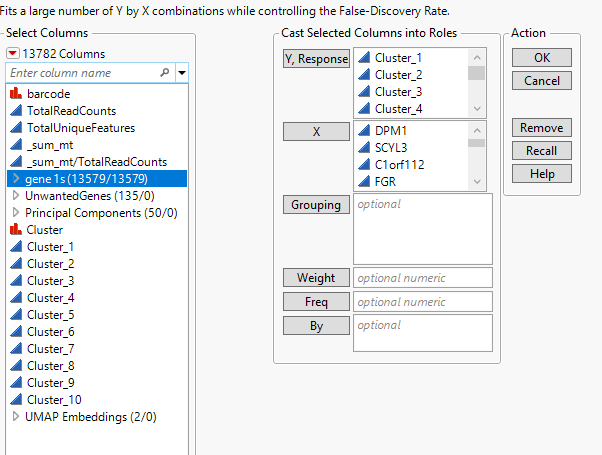 Fits a large number of Y by X combinations while controlling the False-Discovery Rate.
Select Columns
13782 Columns
Enter column name
barcode
TotalReadCounts
TotalUniqueFeatures
_sum_mt
_sum_mt/TotalReadCounts
gene 1s (13579/13579)
UnwantedGenes (135/0)
Principal Components (50/0)
Cluster
Cluster_1
Cluster_2
Cluster_3
Cluster_4
Cluster_5
Cluster_6
Cluster_7
Cluster_8
Cluster_9
Cluster_10
UMAP Embeddings (2/0)
Cast Selected Columns into Roles
Y, Response
Cluster_1
Cluster_2
Cluster_3
Cluster_4
X
DPM1
SCYL3
C1orf112
FGR
Grouping
optional
Weight
optional numeric
Freq
optional numeric
By
optional
Action
OK
Cancel
Remove
Recall
Help